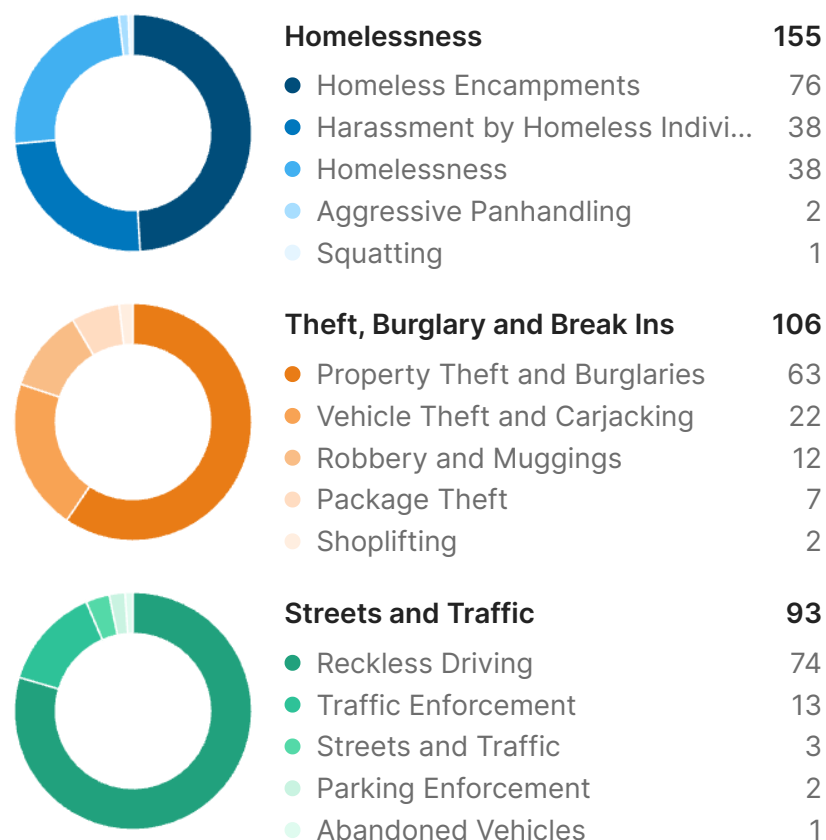 Homelessness 155
Homeless Encampments 76
Harassment by Homeless Indivi... 38
Homelessness 38
Aggressive Panhandling 2
Squatting 1
Theft, Burglary and Break Ins 106
Property Theft and Burglaries 63
Vehicle Theft and Carjacking 22
Robbery and Muggings 12
Package Theft 7
Shoplifting 2
Streets and Traffic 93
Reckless Driving 74
Traffic Enforcement 13
Streets and Traffic 3
Parking Enforcement 2
Abandoned Vehicles 1